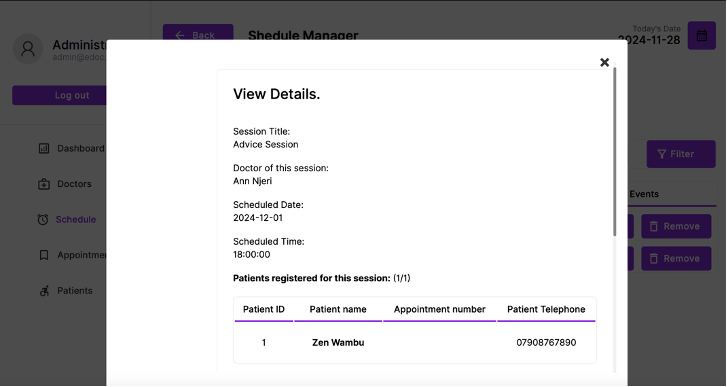 Administ
admin@edoc.
Log out
Dashboard
Doctors
Schedule
Appointme
Patients
Back
Shedule Manager
Today's Date
2024-11-28
Filter
Events
Remove
Remove
View Details.
Session Title:
Advice Session
Doctor of this session:
Ann Njeri
Scheduled Date:
2024-12-01
Scheduled Time:
18:00:00
Patients registered for this session: (1/1)
Patient ID Patient name Appointment number Patient Telephone
1 Zen Wambu 07908767890